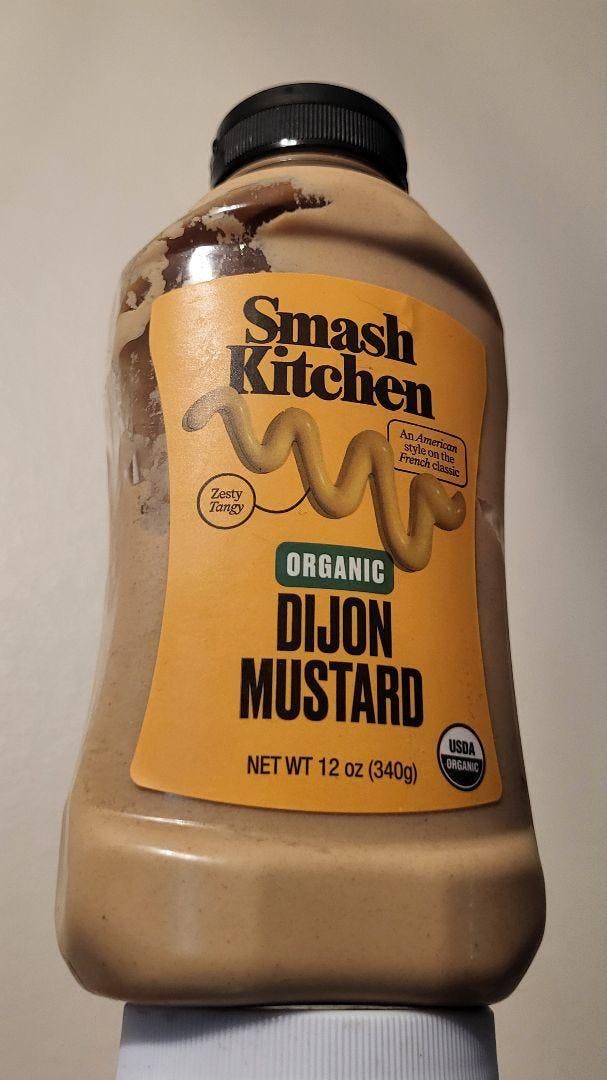 Smash
Kitchen
An American
style on the
French classic
Zesty
Tangy
ORGANIC
DIJON
MUSTARD
NET WT 12 oz (340g)
USDA
ORGANIC